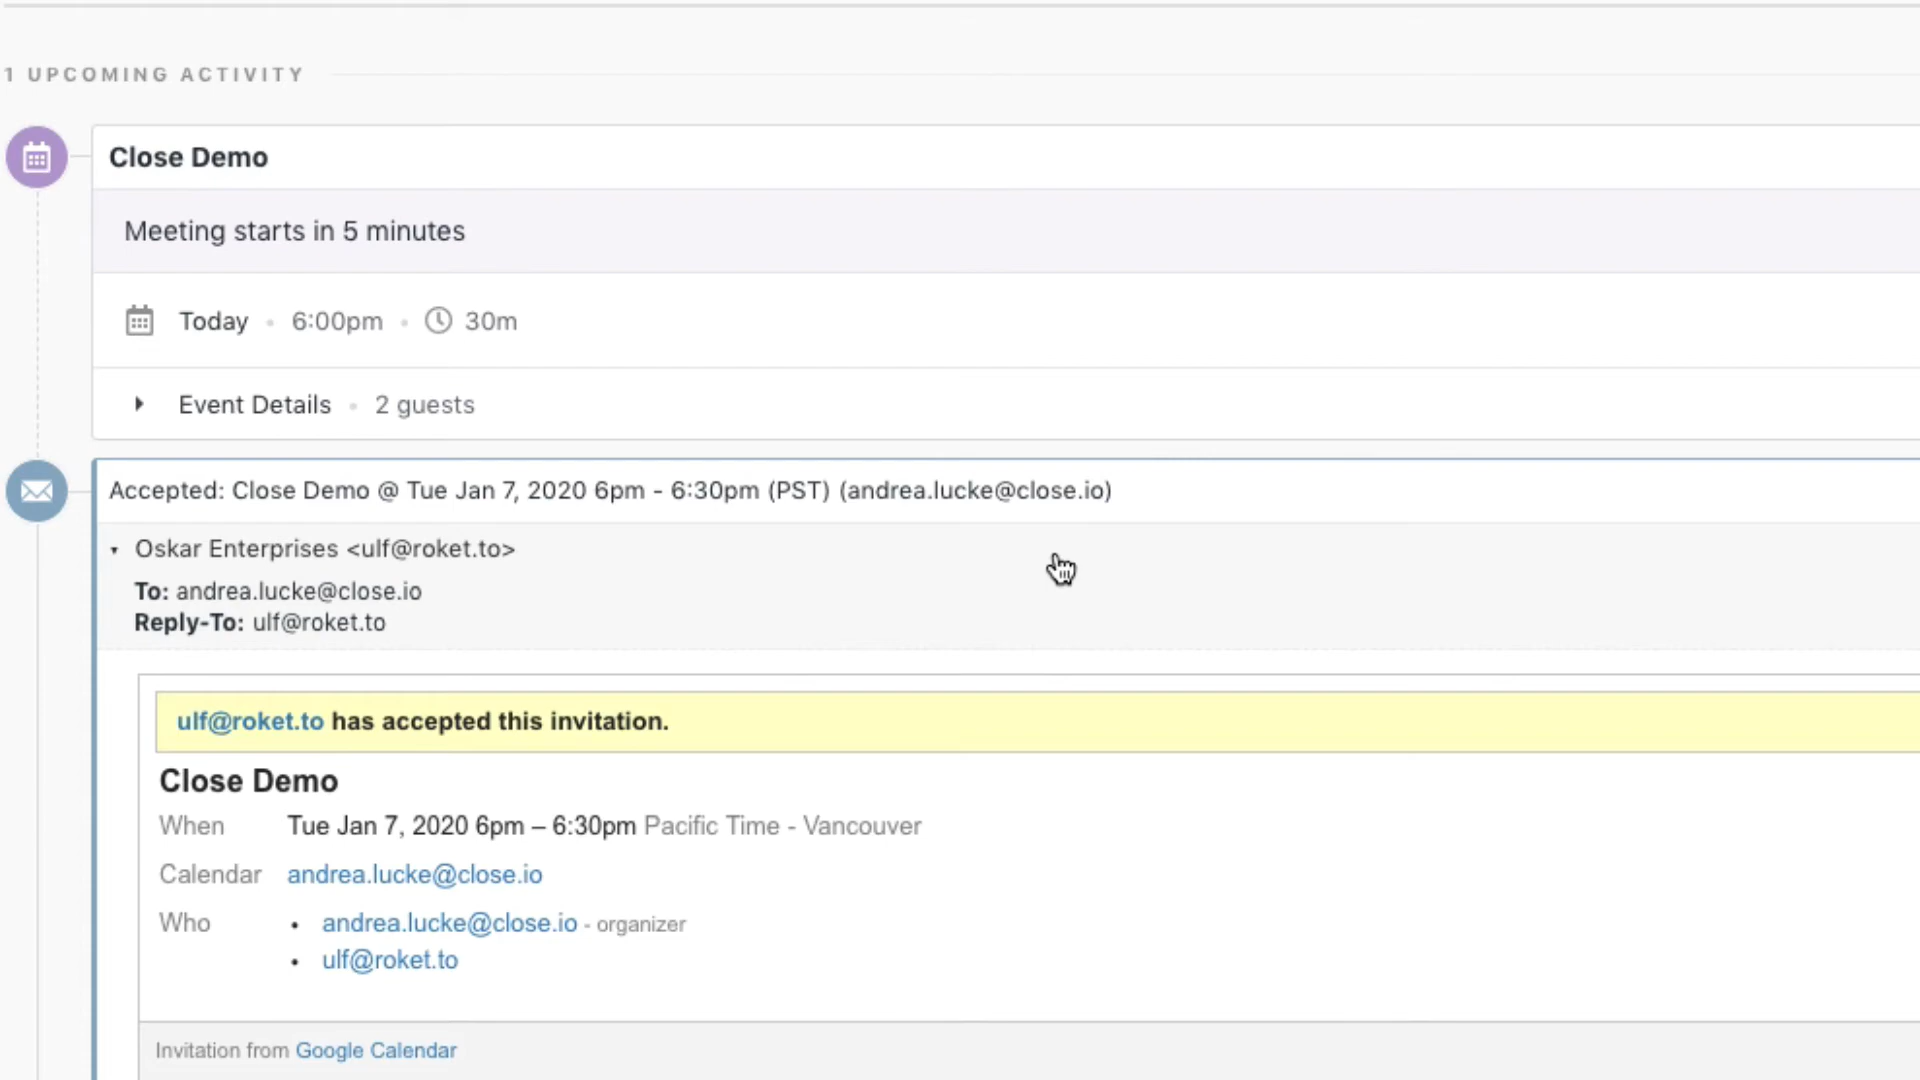 1 UPCOMING ACTIVITY
Close Demo
Meeting starts in 5 minutes
Today • 6:00pm • 30m
Event Details • 2 guests
Accepted: Close Demo @ Tue Jan 7, 2020 6pm - 6:30pm (PST) (andrea.lucke@close.io)
Oskar Enterprises <ulf@roket.to>
To: andrea.lucke@close.io
Reply-To: ulf@roket.to
ulf@roket.to has accepted this invitation.
Close Demo
When Tue Jan 7, 2020 6pm – 6:30pm Pacific Time - Vancouver
Calendar andrea.lucke@close.io
Who • andrea.lucke@close.io - organizer
• ulf@roket.to
Invitation from Google Calendar